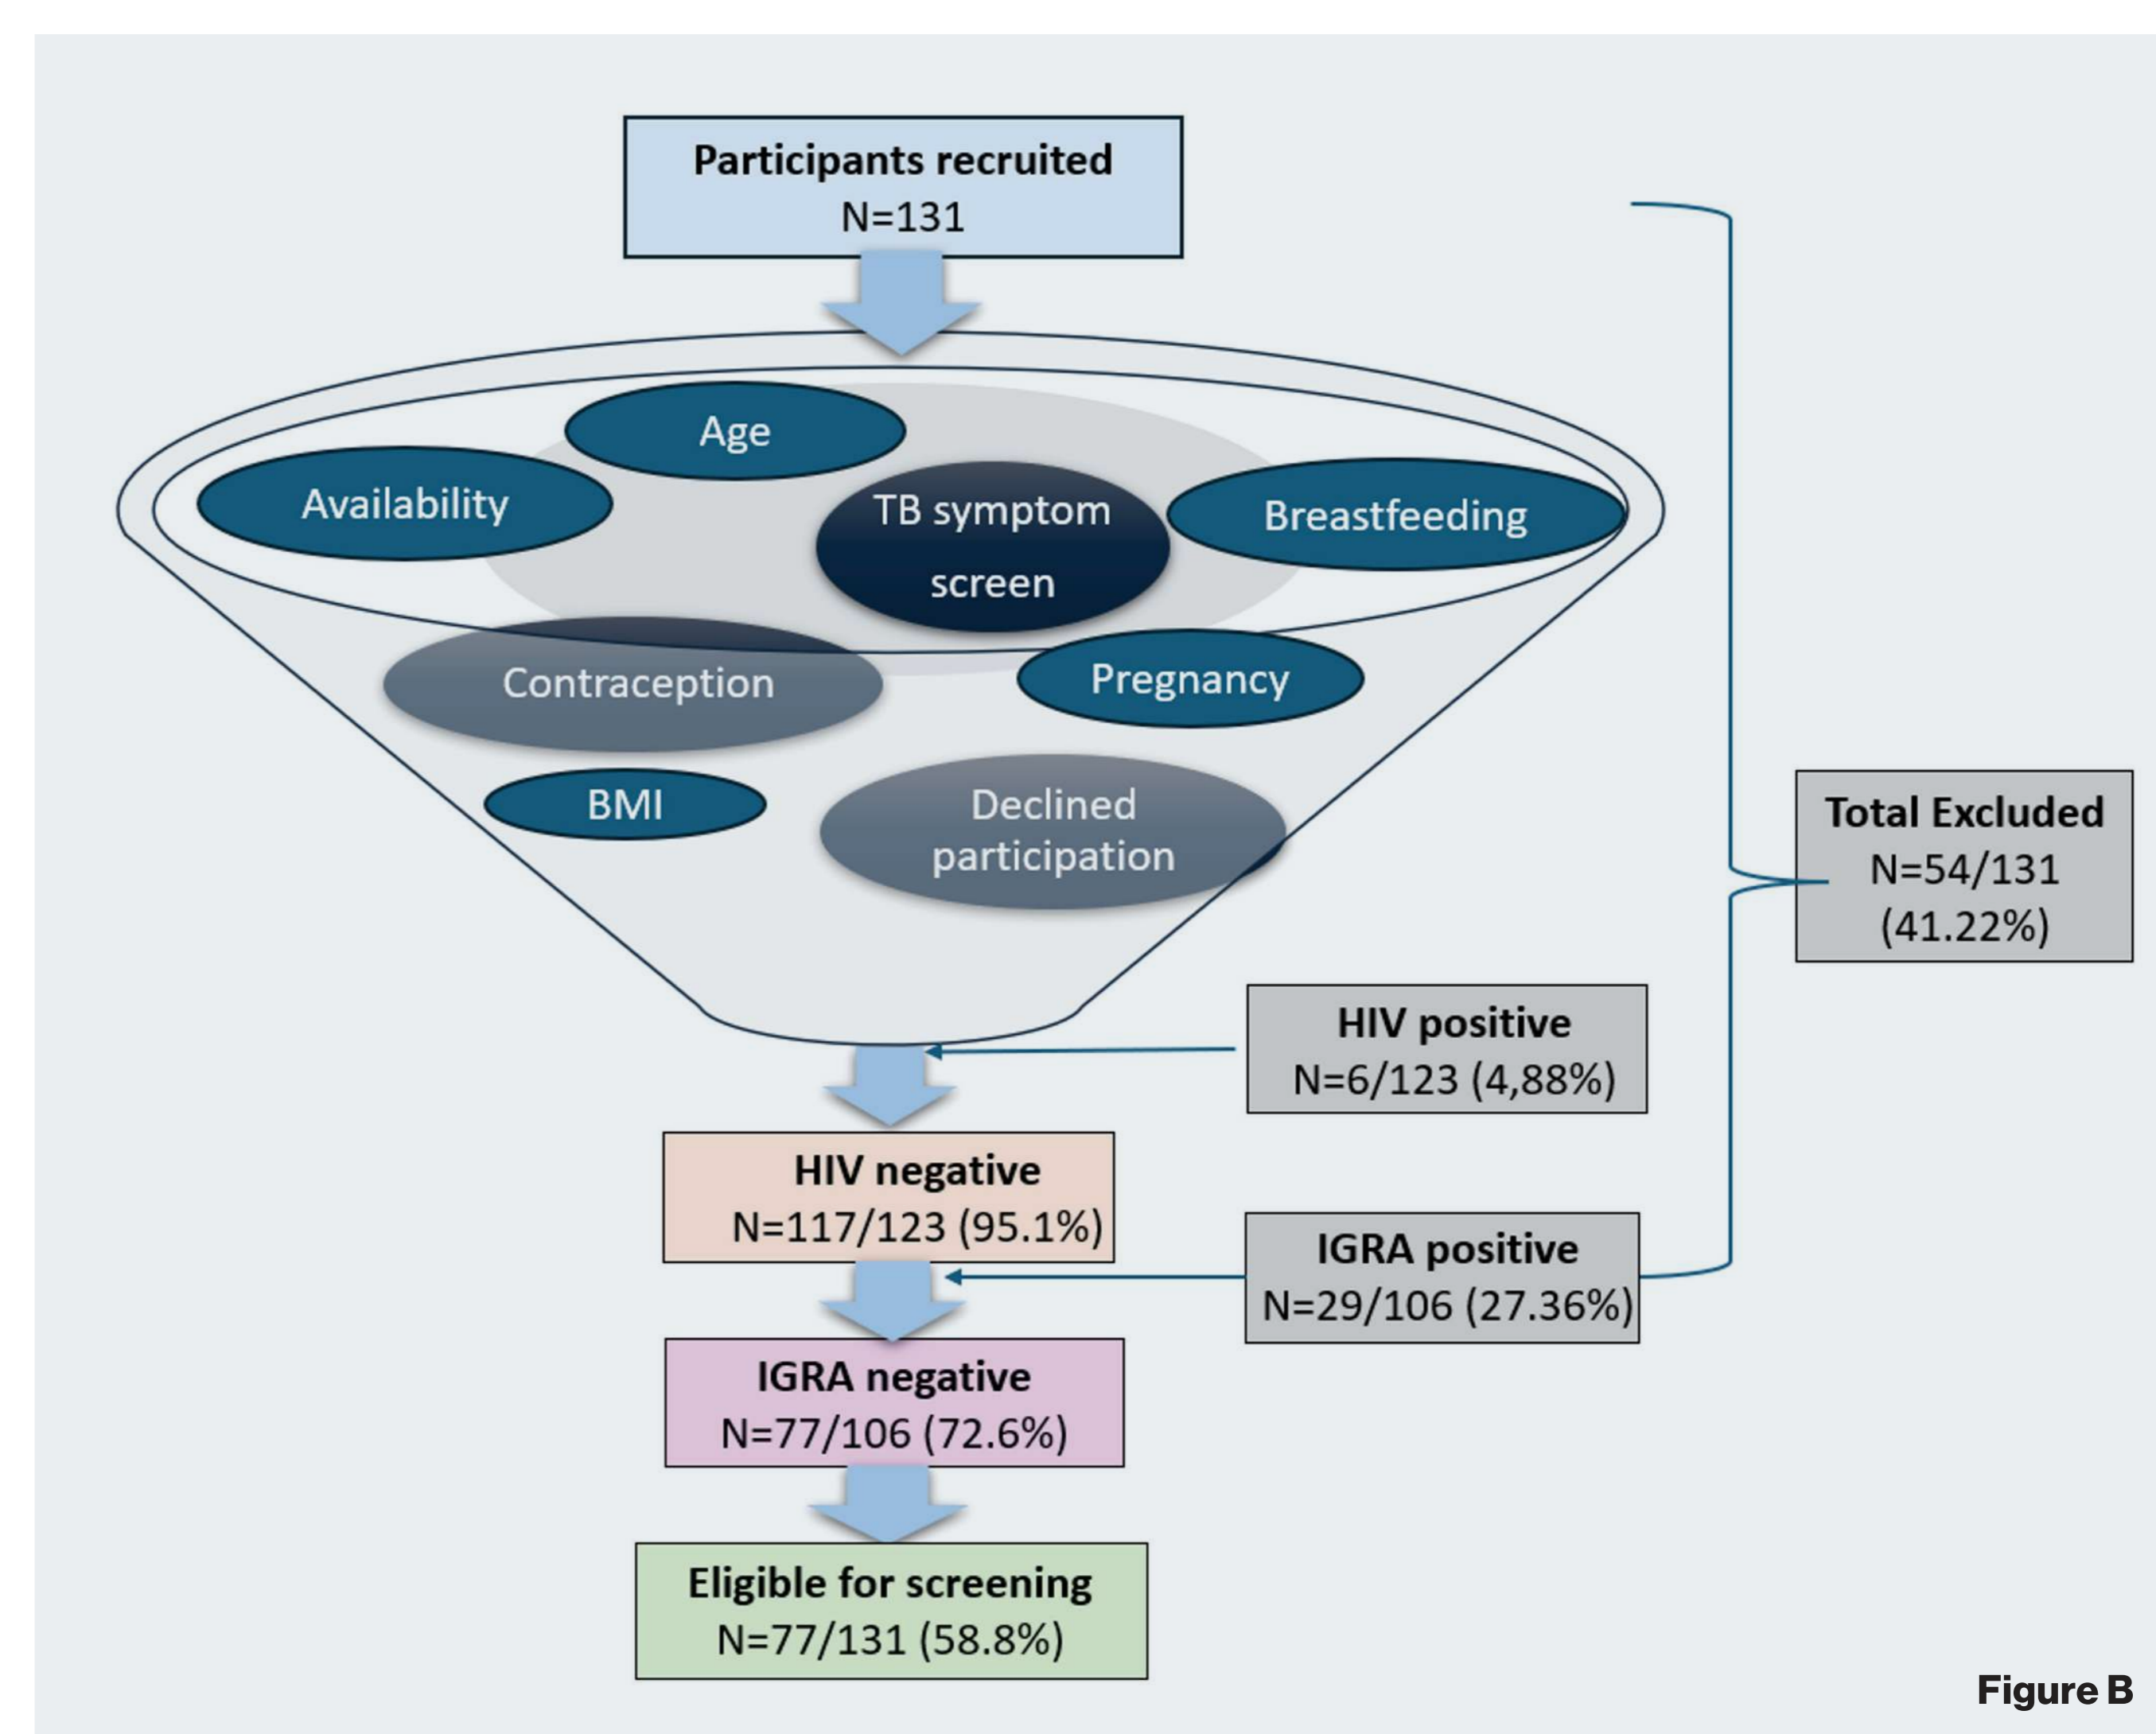 Participants recruited
N=131
Age
Availability
TB symptom
screen
Breastfeeding
Contraception
Pregnancy
BMI
Declined
participation
Total Excluded
N=54/131
(41.22%)
HIV positive
N=6/123 (4,88%)
HIV negative
N=117/123 (95.1%)
IGRA positive
N=29/106 (27.36%)
IGRA negative
N=77/106 (72.6%)
Eligible for screening
N=77/131 (58.8%)
Figure B